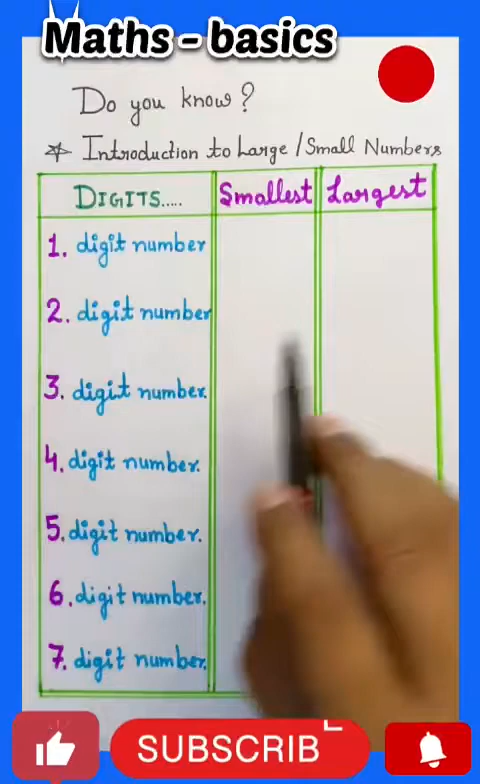 Maths - basics
Do you know?
Introduction to Large / Small Numbers
DIGITS..... Smallest Largest
1. digit number
2. digit number
3. digit number.
4. digit number.
5. digit number.
6. digit number.
7. digit number.
SUBSCRIB